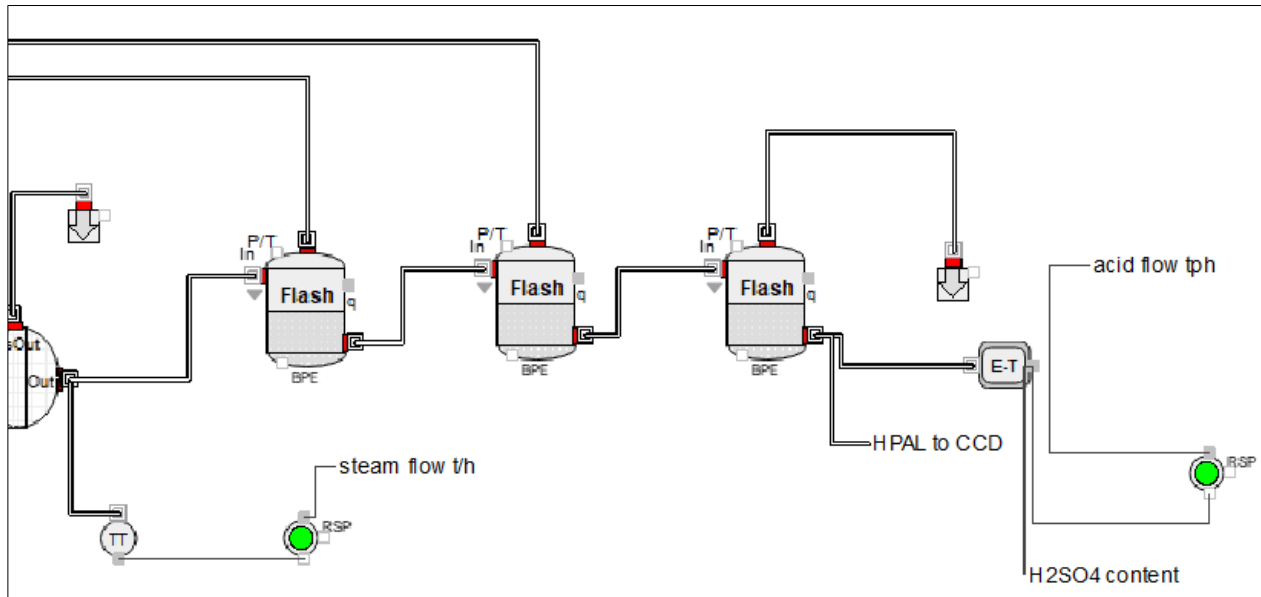 P/T
In
Flash
q
BPE
P/T
In
Flash
q
BPE
P/T
In
Flash
q
BPE
acid flow tph
sOut
Out
E-T
HPAL to CCD
steam flow t/h
RSP
RSP
TT
H2SO4 content